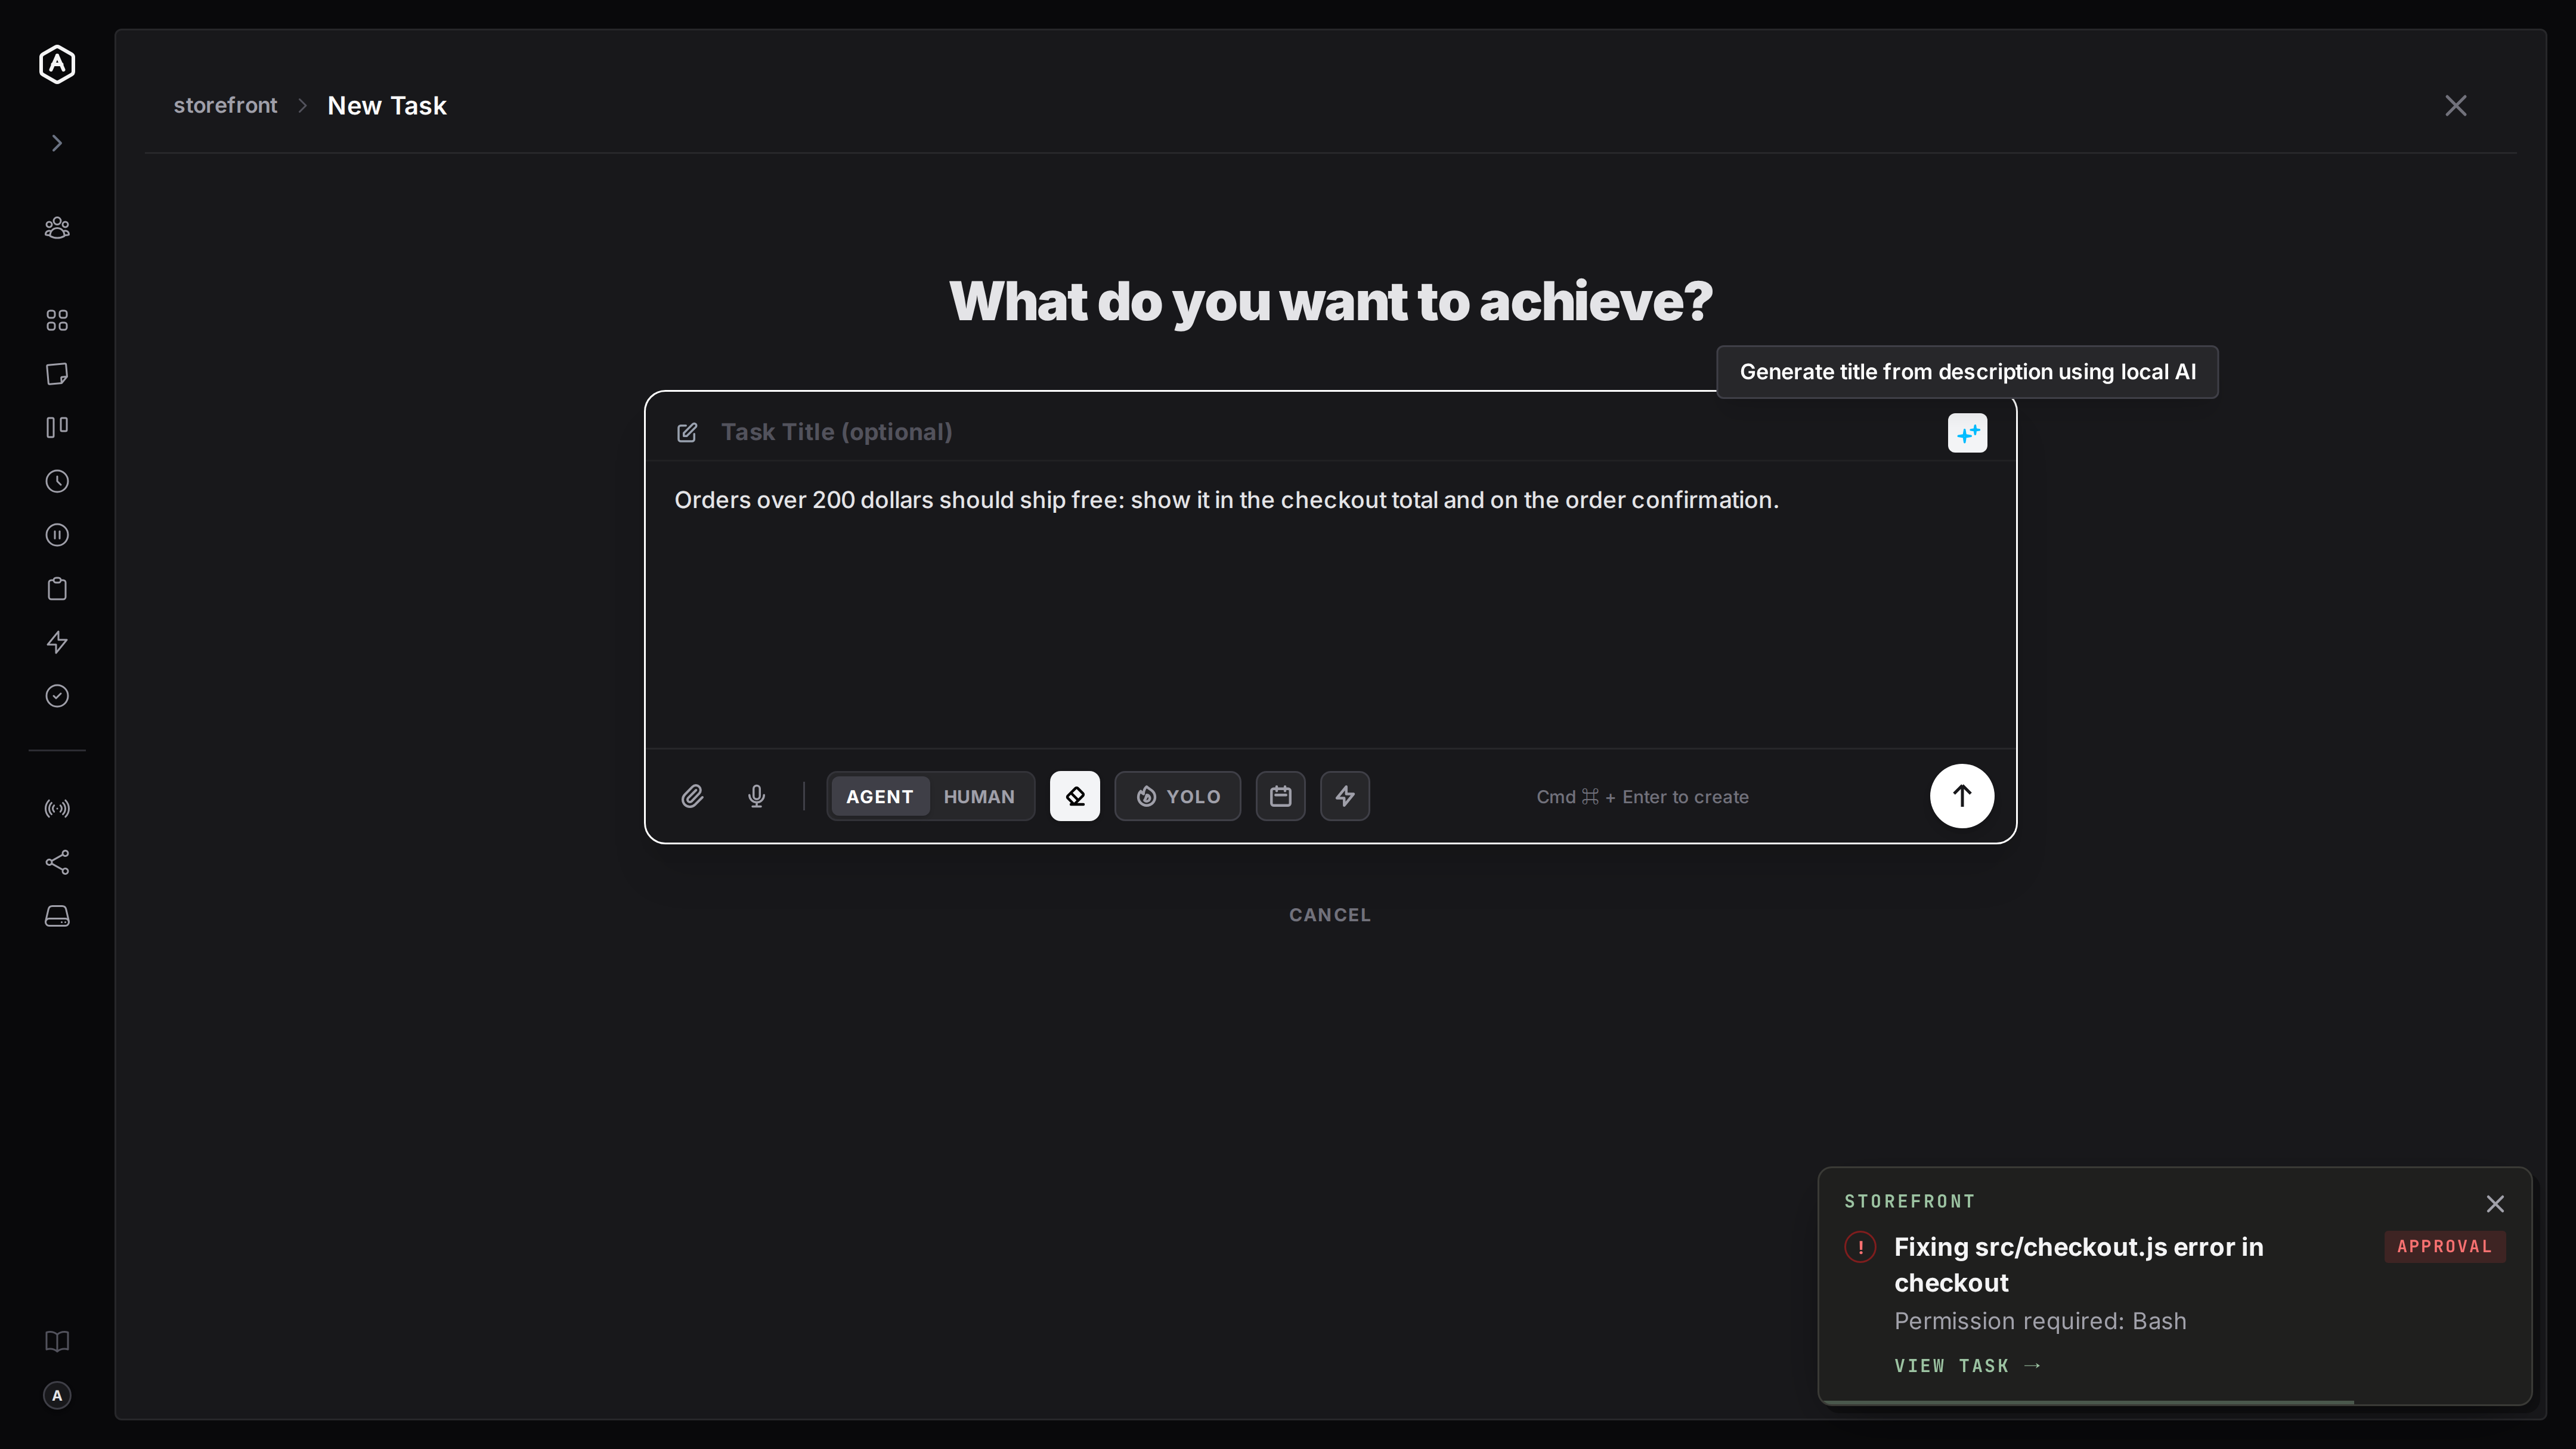 storefront > New Task
What do you want to achieve?
Generate title from description using local AI
Task Title (optional)
Orders over 200 dollars should ship free: show it in the checkout total and on the order confirmation.
AGENT HUMAN YOLO Cmd ⌘ + Enter to create
CANCEL
STOREFRONT
! Fixing src/checkout.js error in APPROVAL
checkout
Permission required: Bash
VIEW TASK →
A